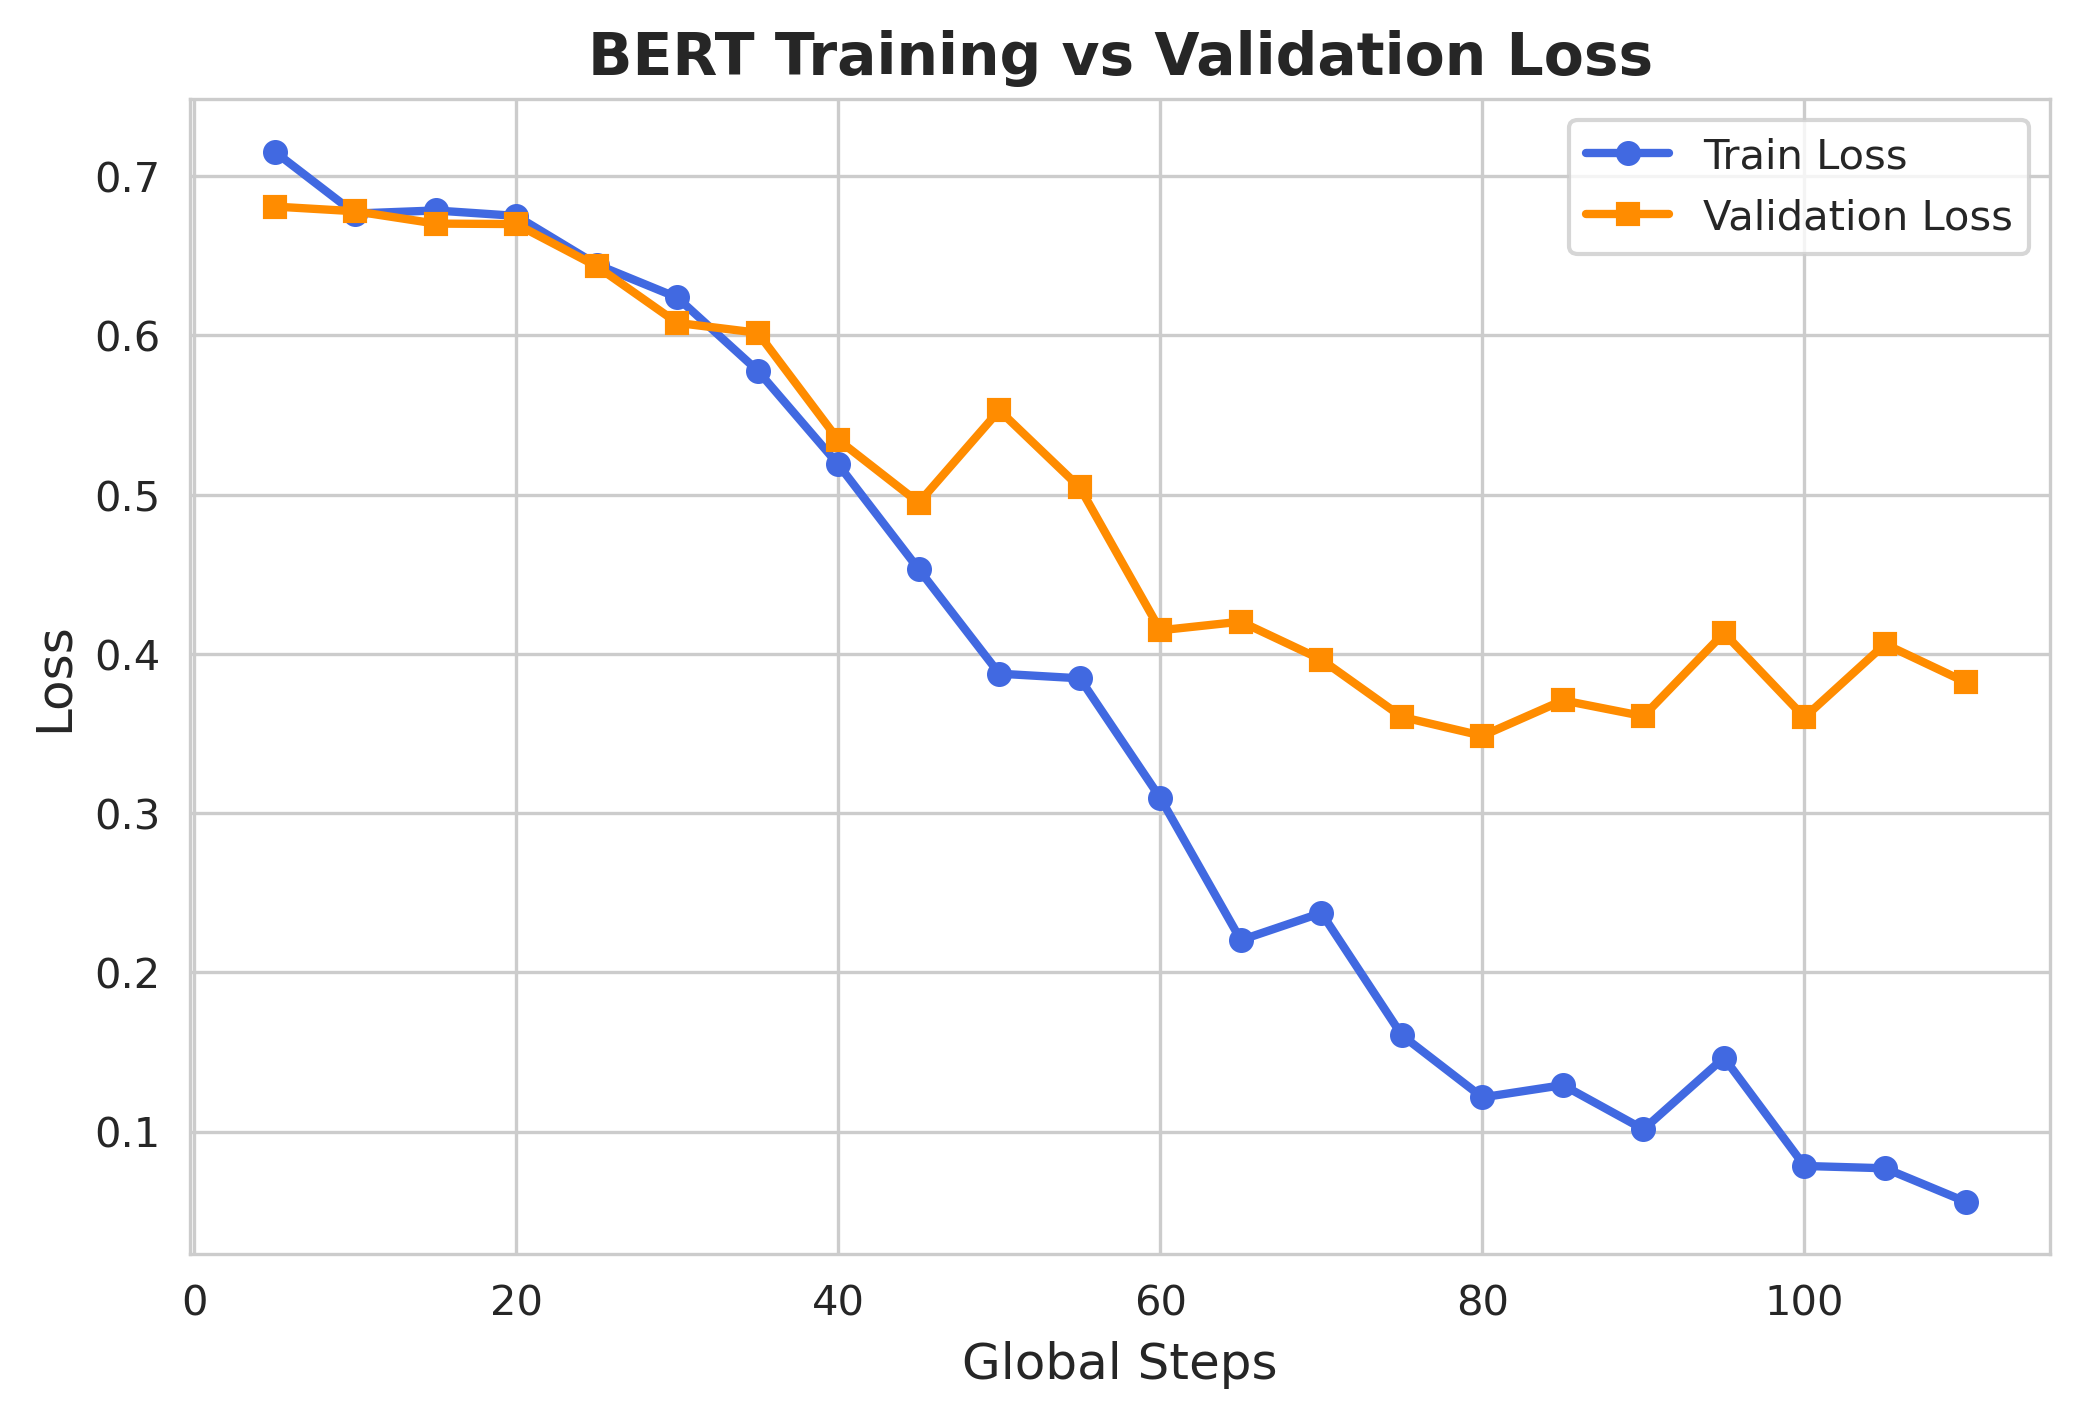 BERT Training vs Validation Loss
Train Loss
Validation Loss
0.7
0.6
0.5
0.4
0.3
0.2
0.1
Loss
0 20 40 60 80 100
Global Steps